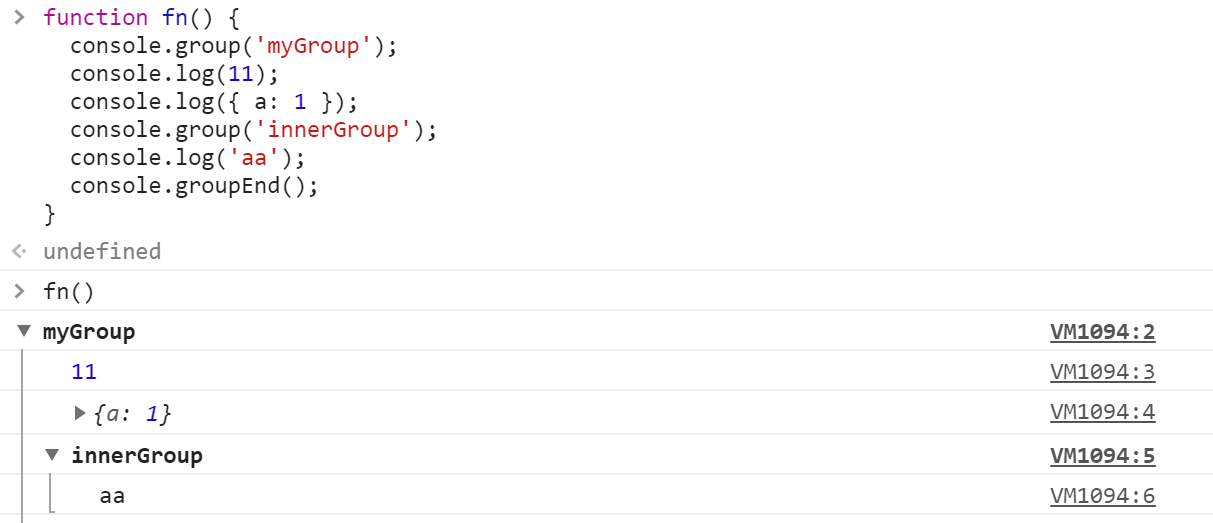 > function fn() {
console.group('myGroup');
console.log(11);
console.log({ a: 1 });
console.group('innerGroup');
console.log('aa');
console.groupEnd();
}
undefined
> fn()
myGroup VM1094:2
11 VM1094:3
{a: 1} VM1094:4
innerGroup VM1094:5
aa VM1094:6